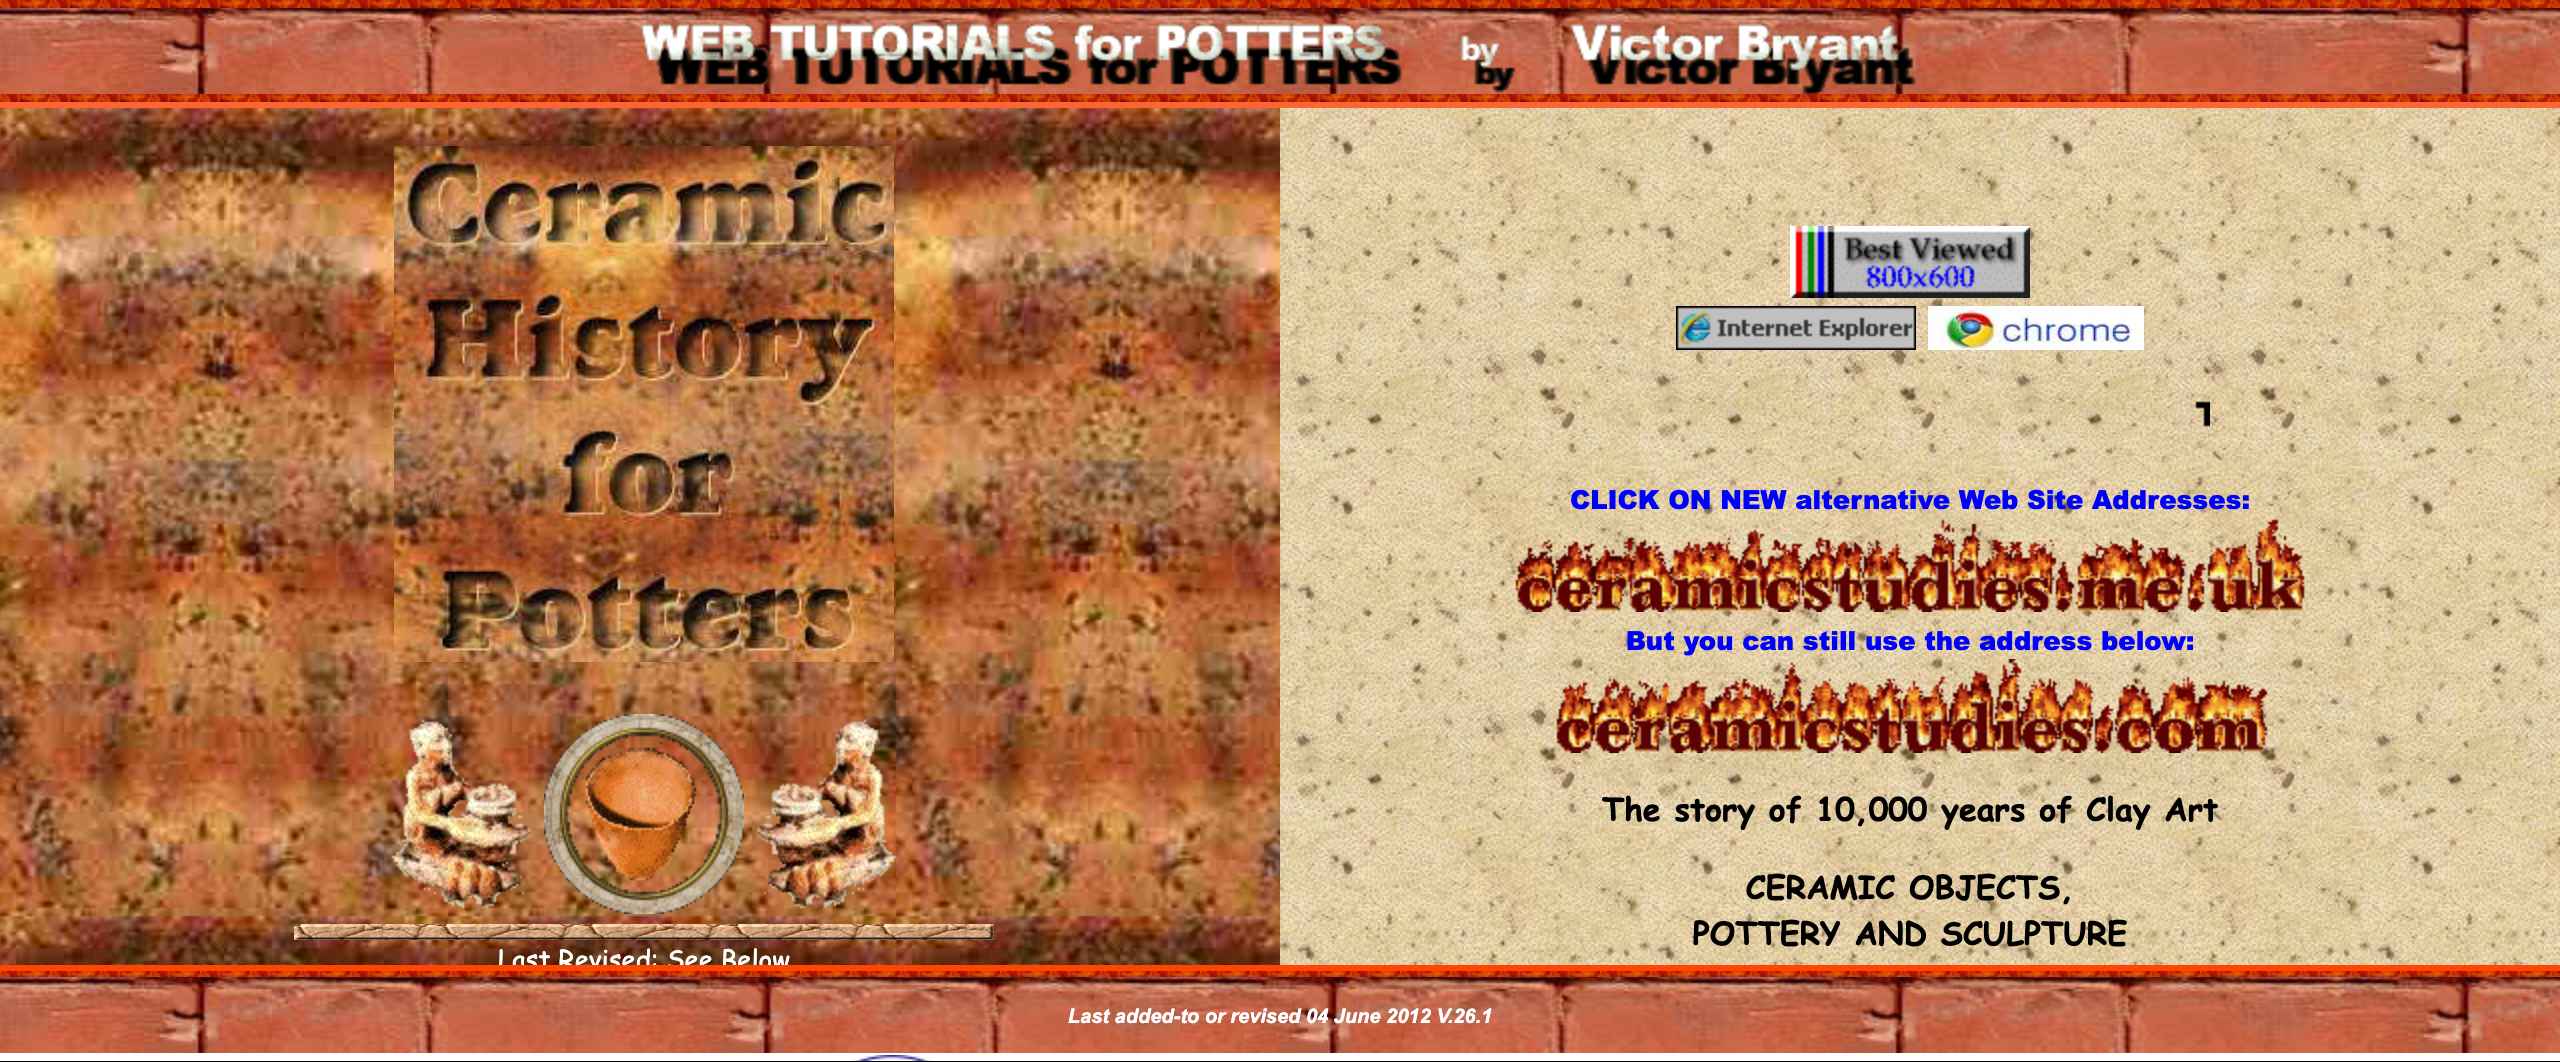 WEB TUTORIALS for POTTERS by Victor Bryant
Ceramic
History
for
Potters
Last Revised: See Below
Best Viewed
800x600
Internet Explorer
chrome
CLICK ON NEW alternative Web Site Addresses:
ceramicstudies.me.uk
But you can still use the address below:
ceramicstudies.com
The story of 10,000 years of Clay Art
CERAMIC OBJECTS,
POTTERY AND SCULPTURE
Last added-to or revised 04 June 2012 V.26.1